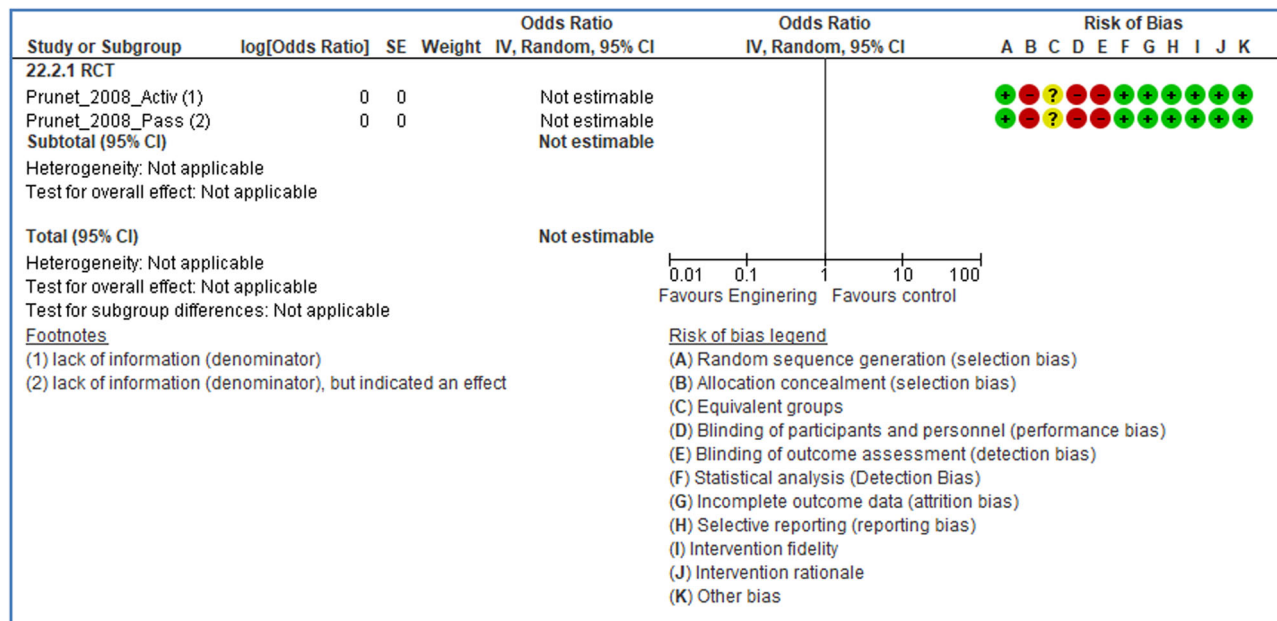 Odds Ratio Odds Ratio Risk of Bias
Study or Subgroup log[Odds Ratio] SE Weight IV, Random, 95% CI IV, Random, 95% CI A B C D E F G H I J K
22.2.1 RCT
Prunet_2008_Activ (1) 0 0 Not estimable + - ? - - + + + + + +
Prunet_2008_Pass (2) 0 0 Not estimable + - ? - - + + + + + +
Subtotal (95% CI) Not estimable
Heterogeneity: Not applicable
Test for overall effect: Not applicable
Total (95% CI) Not estimable
Heterogeneity: Not applicable
Test for overall effect: Not applicable
Test for subgroup differences: Not applicable
0.01 0.1 1 10 100
Favours Enginering Favours control
Footnotes
(1) lack of information (denominator)
(2) lack of information (denominator), but indicated an effect
Risk of bias legend
(A) Random sequence generation (selection bias)
(B) Allocation concealment (selection bias)
(C) Equivalent groups
(D) Blinding of participants and personnel (performance bias)
(E) Blinding of outcome assessment (detection bias)
(F) Statistical analysis (Detection Bias)
(G) Incomplete outcome data (attrition bias)
(H) Selective reporting (reporting bias)
(I) Intervention fidelity
(J) Intervention rationale
(K) Other bias